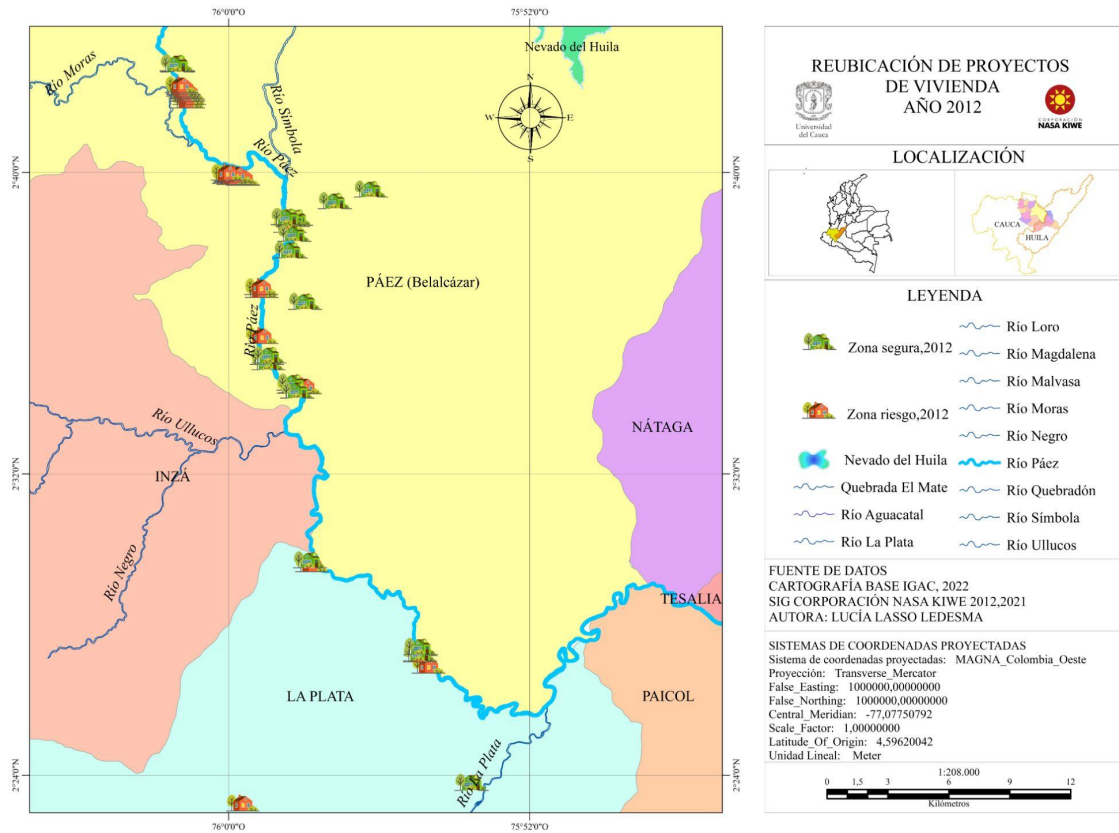 76°0'0"O
75°52'0"O
Nevado del Huila
Río Moras
Río Símbola
Río Páez
N
W
E
S
2°40'0"N
2°40'0"N
PÁEZ (Belalcázar)
Río Páez
NÁTAGA
Río Ullucos
INZÁ
2°32'0"N
2°32'0"N
Río Negro
TESALIA
LA PLATA
PAICOL
Río La Plata
2°24'0"N
2°24'0"N
76°0'0"O
75°52'0"O
REUBICACIÓN DE PROYECTOS
DE VIVIENDA
AÑO 2012
Universidad
del Cauca
CORPORACIÓN
NASA KIWE
LOCALIZACIÓN
CAUCA
HUILA
LEYENDA
Zona segura,2012
Zona riesgo,2012
Nevado del Huila
Quebrada El Mate
Río Aguacatal
Río La Plata
Río Loro
Río Magdalena
Río Malvasa
Río Moras
Río Negro
Río Páez
Río Quebradón
Río Símbola
Río Ullucos
FUENTE DE DATOS
CARTOGRAFÍA BASE IGAC, 2022
SIG CORPORACIÓN NASA KIWE 2012,2021
AUTORA: LUCÍA LASSO LEDESMA
SISTEMAS DE COORDENADAS PROYECTADAS
Sistema de coordenadas proyectadas: MAGNA_Colombia_Oeste
Proyección: Transverse_Mercator
False_Easting: 1000000,00000000
False_Northing: 1000000,00000000
Central_Meridian: -77,07750792
Scale_Factor: 1,00000000
Latitude_Of_Origin: 4,59620042
Unidad Lineal: Meter
1:208.000
0 1,5 3 6 9 12
Kilómetros